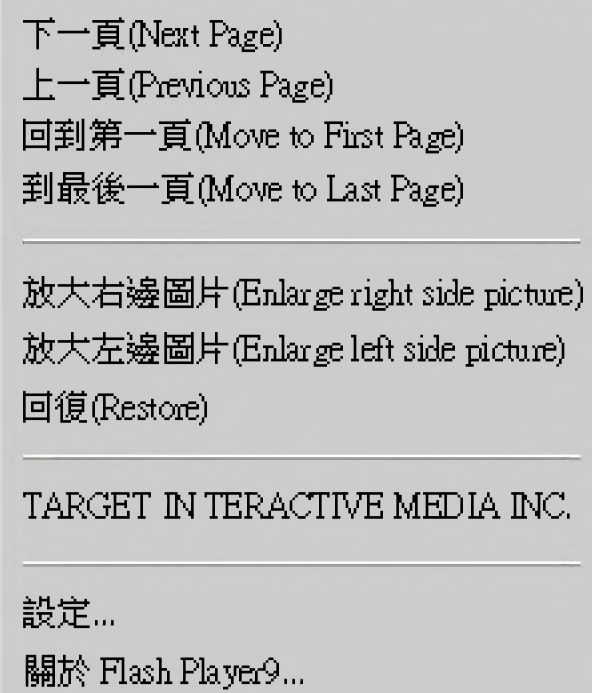 下一頁(Next Page)
上一頁(Previous Page)
回到第一頁(Move to First Page)
到最後一頁(Move to Last Page)
放大右邊圖片(Enlarge right side picture)
放大左邊圖片(Enlarge left side picture)
回復(Restore)
TARGET INTERACTIVE MEDIA INC.
設定...
關於 Flash Player9...